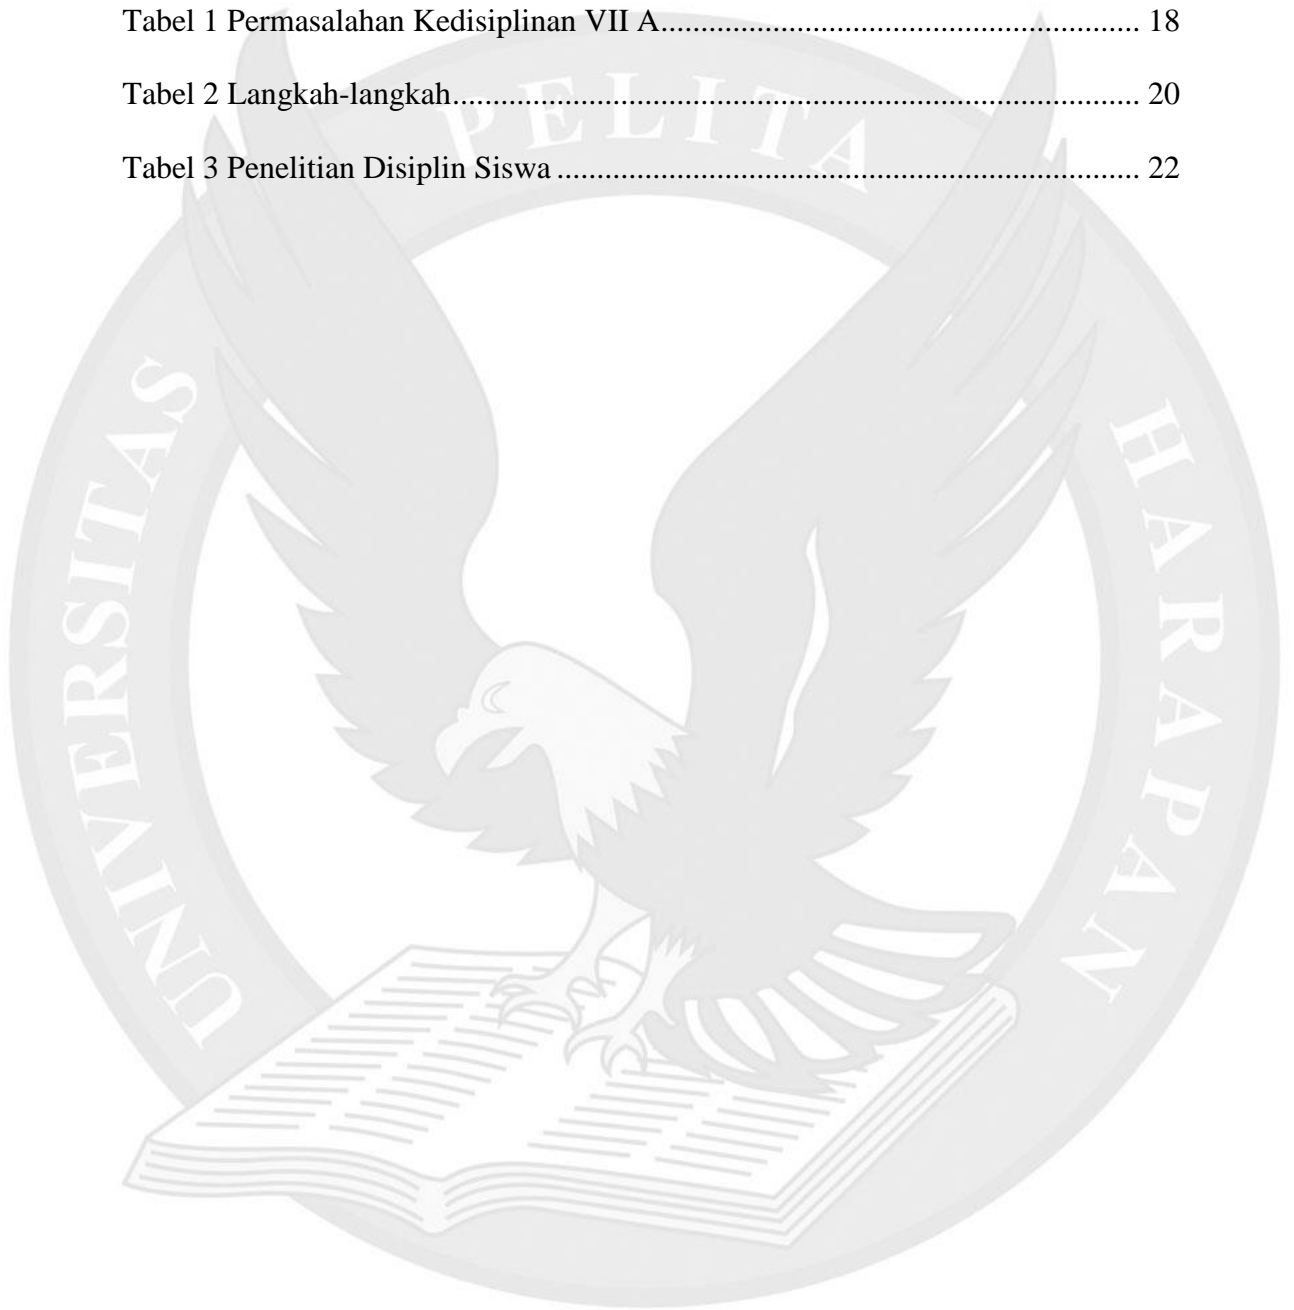 Tabel 1 Permasalahan Kedisiplinan VII A........................................................... 18
Tabel 2 Langkah-langkah..................................................................................... 20
Tabel 3 Penelitian Disiplin Siswa ........................................................................ 22
UNIVERSITAS PELITA HARAPAN